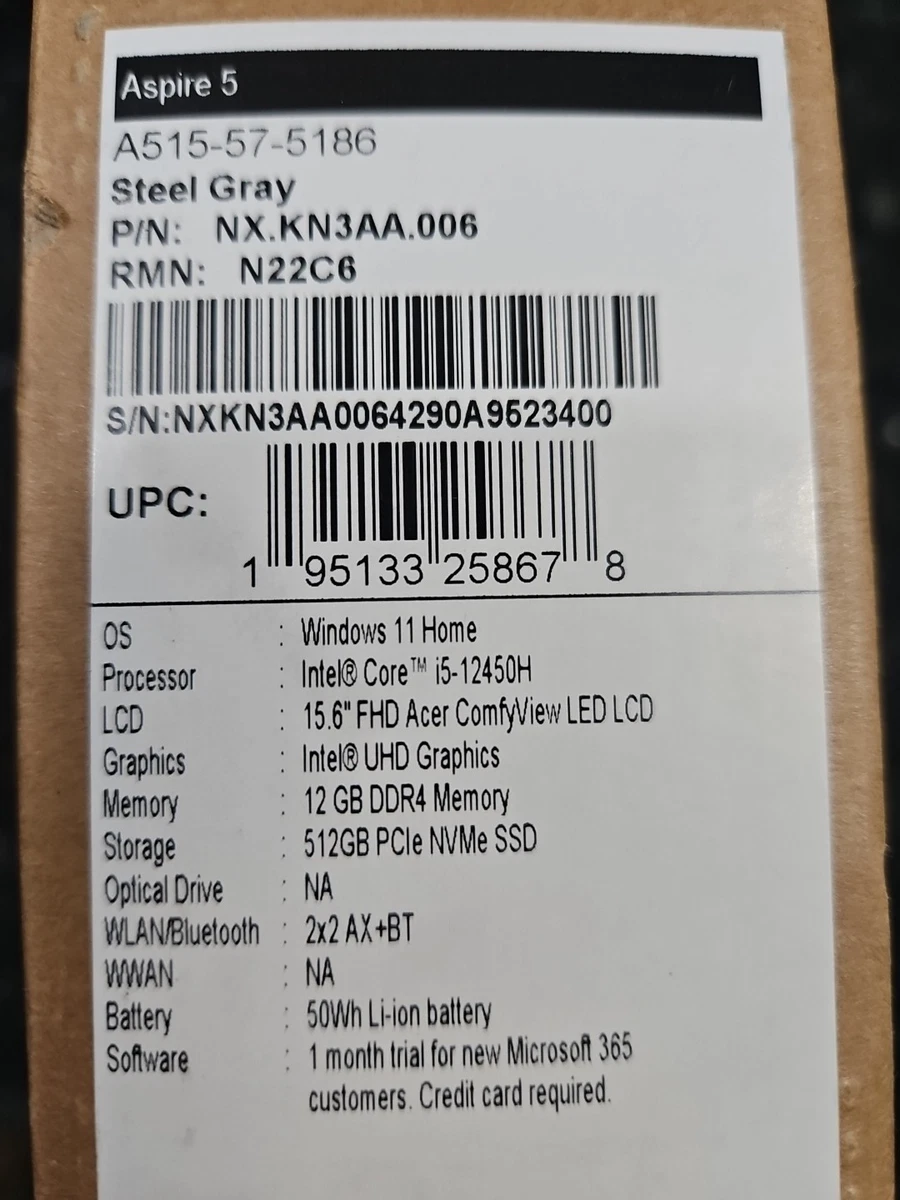 Aspire 5
A515-57-5186
Steel Gray
P/N: NX.KN3AA.006
RMN: N22C6
S/N:NXKN3AA0064290A9523400
UPC:
1 95133 25867 8
OS : Windows 11 Home
Processor : Intel® Core™ i5-12450H
LCD : 15.6" FHD Acer ComfyView LED LCD
Graphics : Intel® UHD Graphics
Memory : 12 GB DDR4 Memory
Storage : 512GB PCIe NVMe SSD
Optical Drive : NA
WLAN/Bluetooth : 2x2 AX+BT
WWAN : NA
Battery : 50Wh Li-ion battery
Software : 1 month trial for new Microsoft 365
customers. Credit card required.